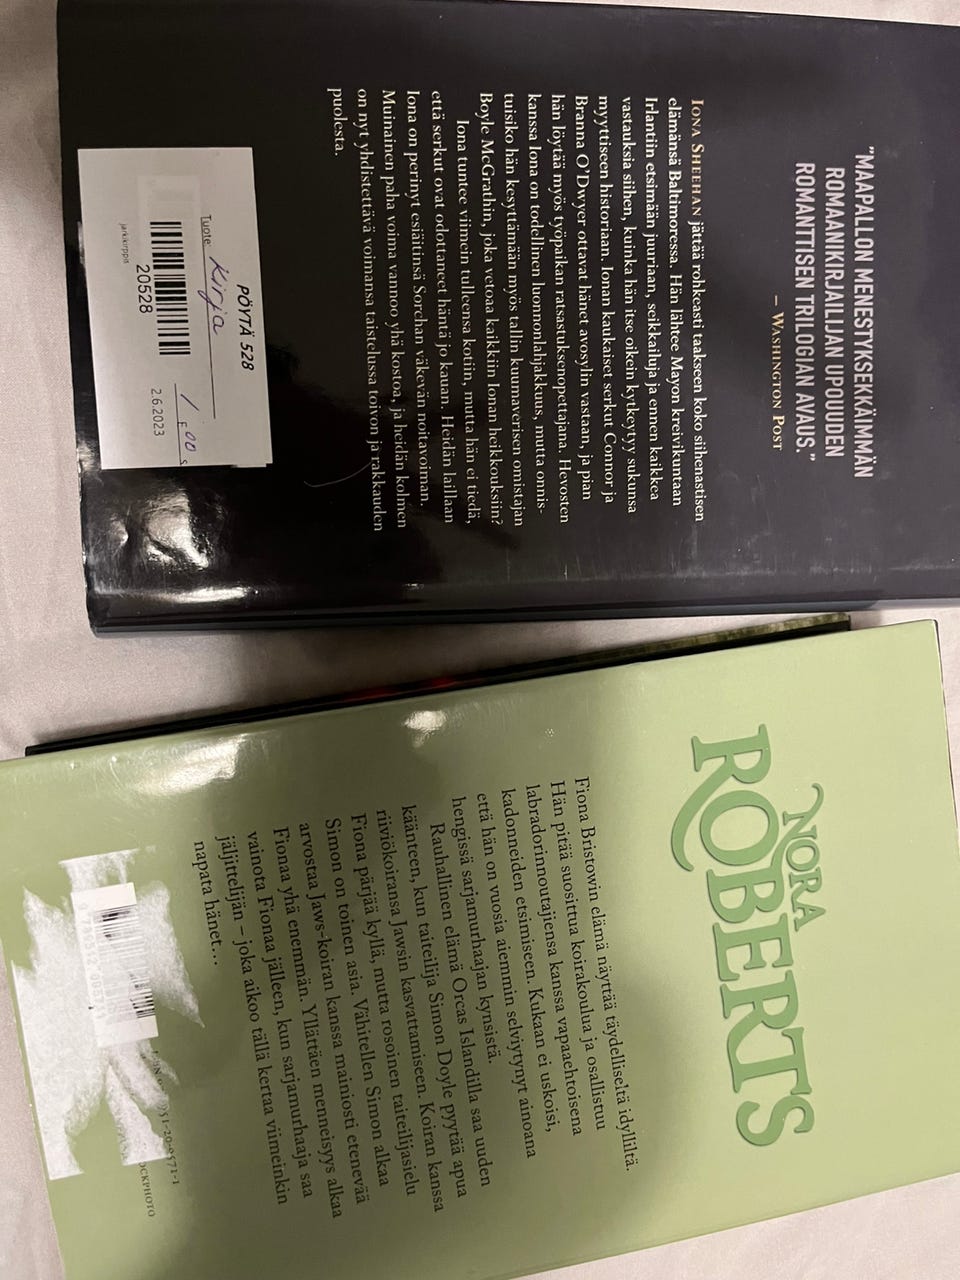 "MAAPALLON MENESTYKSEKKÄIMMÄN
ROMAANIKIRJAILIJAN UPOUUDEN
ROMANTTISEN TRILOGIAN AVAUS."
– WASHINGTON POST
IONA SHEEHAN jättää rohkeasti taakseen koko siihenastisen
elämänsä Baltimoressa. Hän lähtee Mayon kreivikuntaan
Irlantiin etsimään juuriaan, seikkailuja ja ennen kaikkea
vastauksia siihen, kuinka hän itse oikein kytkeytyy sukunsa
myyttiseen historiaan. Ionan kaukaiset serkut Connor ja
Branna O'Dwyer ottavat hänet avosylin vastaan, ja pian
hän löytää myös työpaikan ratsastuksenopettajana. Hevosten
kanssa Iona on todellinen luonnonlahjakkuus, mutta onnis-
tuisiko hän kesyttämään myös tallin kuumaverisen omistajan
Boyle McGrathin, joka vetoaa kaikkiin Ionan heikkouksiin?
Iona tuntee viimein tulleensa kotiin, mutta hän ei tiedä,
että serkut ovat odottaneet häntä jo kauan. Heidän laillaan
Iona on perinyt esiäitinsä Sorchan väkevän noitavoiman.
Muinainen paha voima vannoo yhä kostoa, ja heidän kolmen
on nyt yhdistettävä voimansa taistelussa toivon ja rakkauden
puolesta.
PÖYTÄ 528
Tuote: Kirja
1,00
20528
2.6.2023
jarkikirppis
NORA
ROBERTS
Fiona Bristowin elämä näyttää täydelliseltä idylliltä.
Hän pitää suosittua koirakoulua ja osallistuu
labradorinnoutajiensa kanssa vapaaehtoisena
kadonneiden etsimiseen. Kukaan ei uskoisi,
että hän on vuosia aiemmin selviytynyt ainoana
hengissä sarjamurhaajan kynsistä.
Rauhallinen elämä Orcas Islandilla saa uuden
käänteen, kun taiteilija Simon Doyle pyytää apua
riiviökoiransa Jawsin kasvattamiseen. Koiran kanssa
Fiona pärjää kyllä, mutta rosoinen taiteilijasielu
Simon on toinen asia. Vähitellen Simon alkaa
arvostaa Jaws-koiran kanssa mainiosti etenevää
Fionaa yhä enemmän. Yllättäen menneisyys alkaa
vainota Fionaa jälleen, kun sarjamurhaaja saa
jäljittelijän – joka aikoo tällä kertaa viimeinkin
napata hänet…